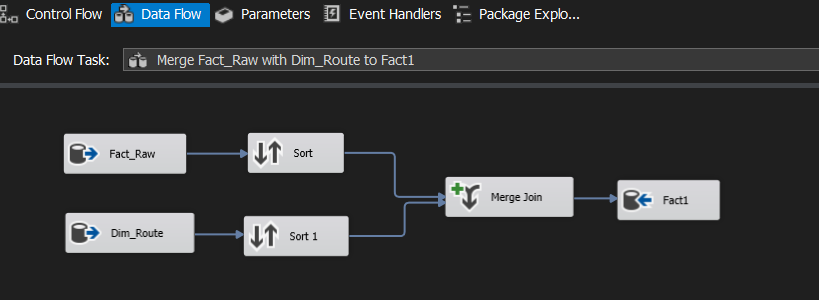 Control Flow Data Flow Parameters Event Handlers Package Explo...
Data Flow Task: Merge Fact_Raw with Dim_Route to Fact1
Fact_Raw Sort
Merge Join Fact1
Dim_Route Sort 1